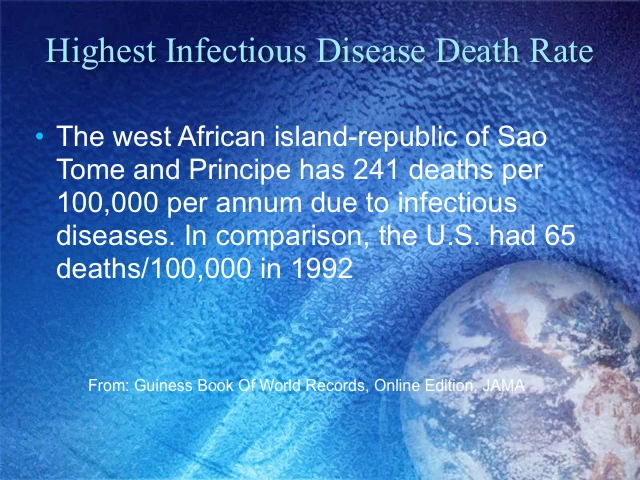 Highest Infectious Disease Death Rate
• The west African island-republic of Sao
Tome and Principe has 241 deaths per
100,000 per annum due to infectious
diseases. In comparison, the U.S. had 65
deaths/100,000 in 1992
From: Guiness Book Of World Records, Online Edition, JAMA